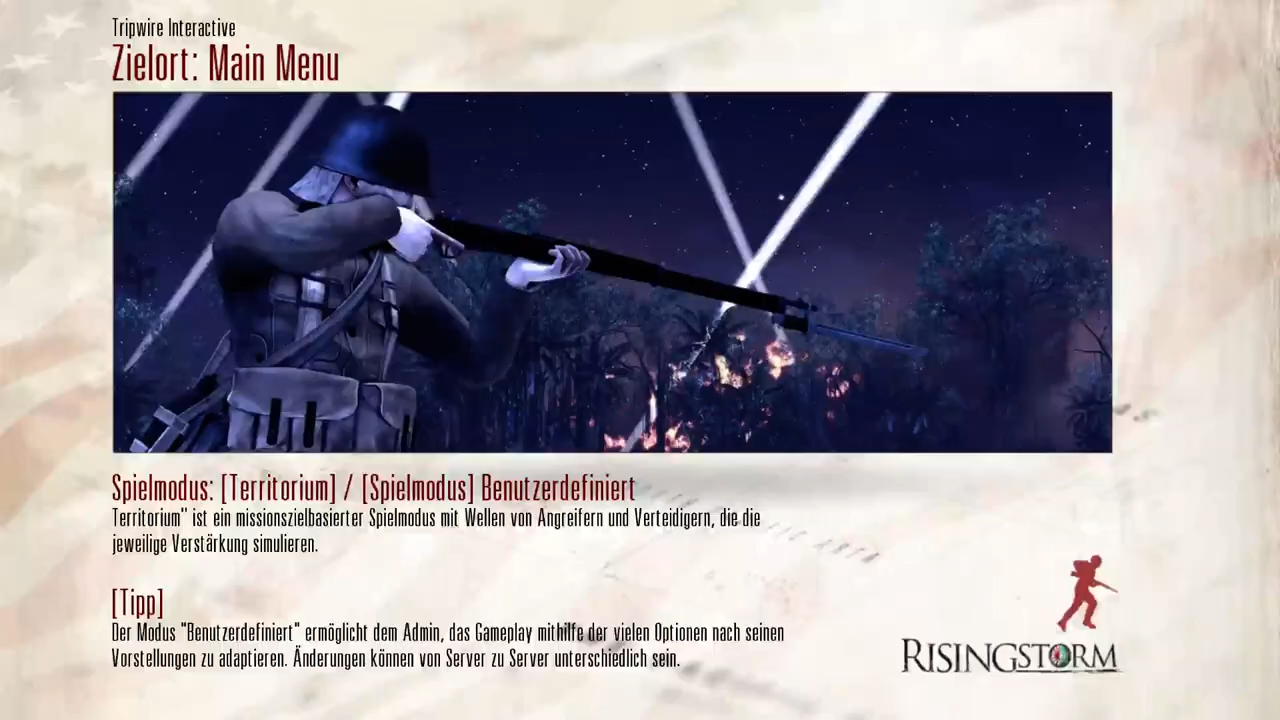 Tripwire Interactive
Zielort: Main Menu
Spielmodus: [Territorium] / [Spielmodus] Benutzerdefiniert
Territorium" ist ein missionszielbasierter Spielmodus mit Wellen von Angreifern und Verteidigern, die die
jeweilige Verstärkung simulieren.
[Tipp]
Der Modus "Benutzerdefiniert" ermöglicht dem Admin, das Gameplay mithilfe der vielen Optionen nach seinen
Vorstellungen zu adaptieren. Änderungen können von Server zu Server unterschiedlich sein.
RISINGSTORM